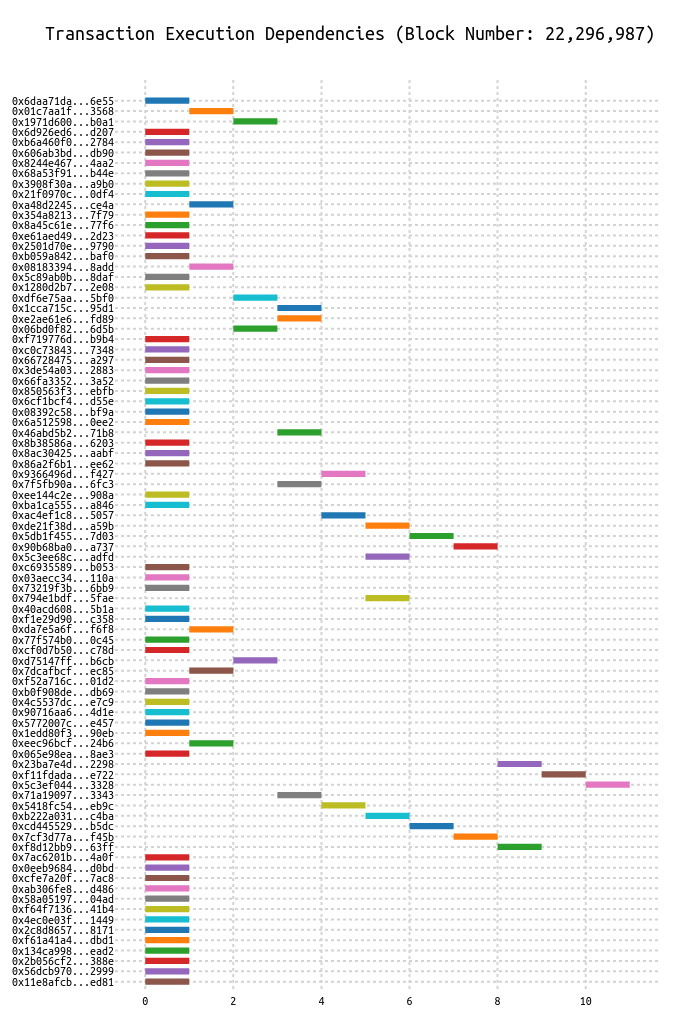 Transaction Execution Dependencies (Block Number: 22,296,987)
0x6daa71da...6e55
0x01c7aa1f...3568
0x1971d600...b0a1
0x6d926ed6...d207
0xb6a460f0...2784
0x606ab3bd...db90
0x8244e467...4aa2
0x68a53f91...b44e
0x3908f30a...a9b0
0x21f0970c...0df4
0xa48d2245...ce4a
0x354a8213...7f79
0x8a45c61e...77f6
0xe61aed49...2d23
0x2501d70e...9790
0xb059a842...baf0
0x08183394...8add
0x5c89ab0b...8daf
0x1280d2b7...2e08
0xdf6e75aa...5bf0
0x1cca715c...95d1
0xe2ae61e6...fd89
0x06bd0f82...6d5b
0xf719776d...b9b4
0xc0c73843...7348
0x66728475...a297
0x3de54a03...2883
0x66fa3352...3a52
0x850563f3...ebfb
0x6cf1bcf4...d55e
0x08392c58...bf9a
0x6a512598...0ee2
0x46abd5b2...71b8
0x8b38586a...6203
0x8ac30425...aabf
0x86a2f6b1...ee62
0x9366496d...f427
0x7f5fb90a...6fc3
0xee144c2e...908a
0xba1ca555...a846
0xac4ef1c8...5057
0xde21f38d...a59b
0x5db1f455...7d03
0x90b68ba0...a737
0x5c3ee68c...adfd
0xc6935589...b053
0x03aecc34...110a
0x73219f3b...6bb9
0x794e1bdf...5fae
0x40acd608...5b1a
0xf1e29d90...c358
0xda7e5a6f...f6f8
0x77f574b0...0c45
0xcf0d7b50...c78d
0xd75147ff...b6cb
0x7dcafbcf...ec85
0xf52a716c...01d2
0xb0f908de...db69
0x4c5537dc...e7c9
0x90716aa6...4d1e
0x5772007c...e457
0x1edd80f3...90eb
0xeec96bcf...24b6
0x065e98ea...8ae3
0x23ba7e4d...2298
0xf11fdada...e722
0x5c3ef044...3328
0x71a19097...3343
0x5418fc54...eb9c
0xb222a031...c4ba
0xcd445529...b5dc
0x7cf3d77a...f45b
0xf8d12bb9...63ff
0x7ac6201b...4a0f
0x0eeb9684...d0bd
0xcfe7a20f...7ac8
0xab306fe8...d486
0x58a05197...04ad
0xf64f7136...41b4
0x4ec0e03f...1449
0x2c8d8657...8171
0xf61a41a4...dbd1
0x134ca998...ead2
0x2b056cf2...388e
0x56dcb970...2999
0x11e8afcb...ed81
0 2 4 6 8 10